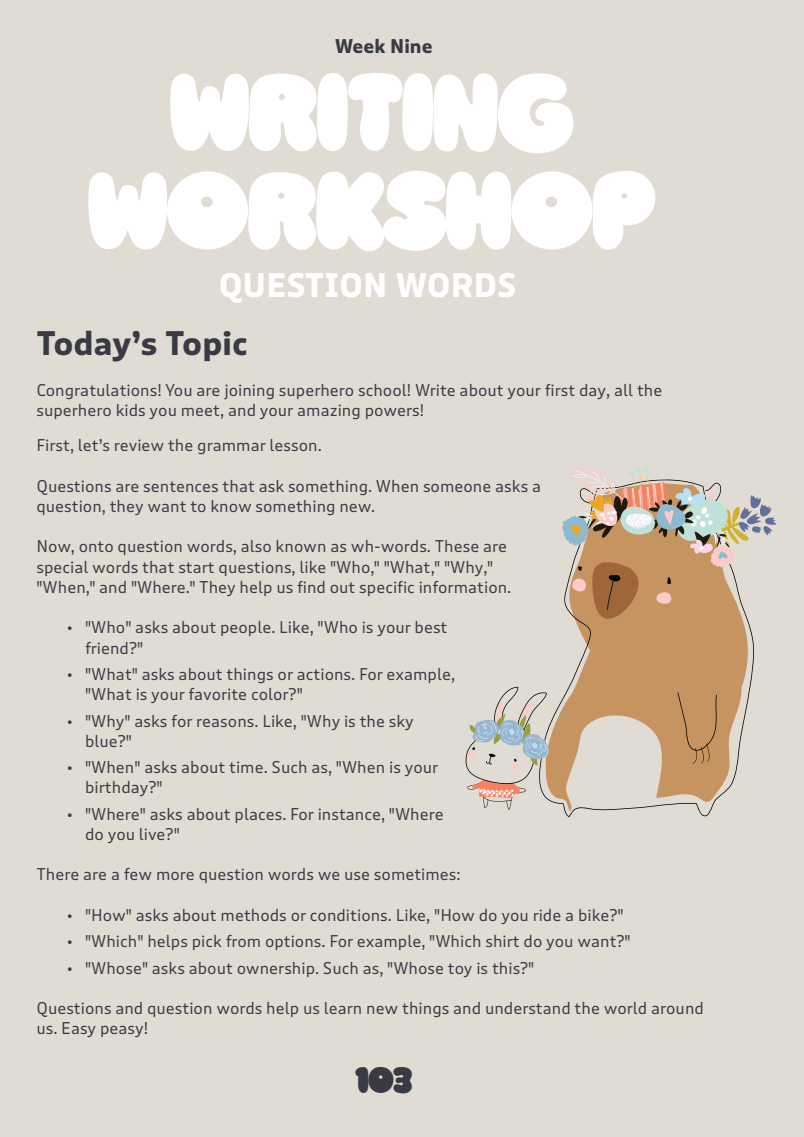 Week Nine
WRITING
WORKSHOP
QUESTION WORDS
Today’s Topic
Congratulations! You are joining superhero school! Write about your first day, all the
superhero kids you meet, and your amazing powers!
First, let’s review the grammar lesson.
Questions are sentences that ask something. When someone asks a
question, they want to know something new.
Now, onto question words, also known as wh-words. These are
special words that start questions, like "Who," "What," "Why,"
"When," and "Where." They help us find out specific information.
• "Who" asks about people. Like, "Who is your best
friend?"
• "What" asks about things or actions. For example,
"What is your favorite color?"
• "Why" asks for reasons. Like, "Why is the sky
blue?"
• "When" asks about time. Such as, "When is your
birthday?"
• "Where" asks about places. For instance, "Where
do you live?"
There are a few more question words we use sometimes:
• "How" asks about methods or conditions. Like, "How do you ride a bike?"
• "Which" helps pick from options. For example, "Which shirt do you want?"
• "Whose" asks about ownership. Such as, "Whose toy is this?"
Questions and question words help us learn new things and understand the world around
us. Easy peasy!
103